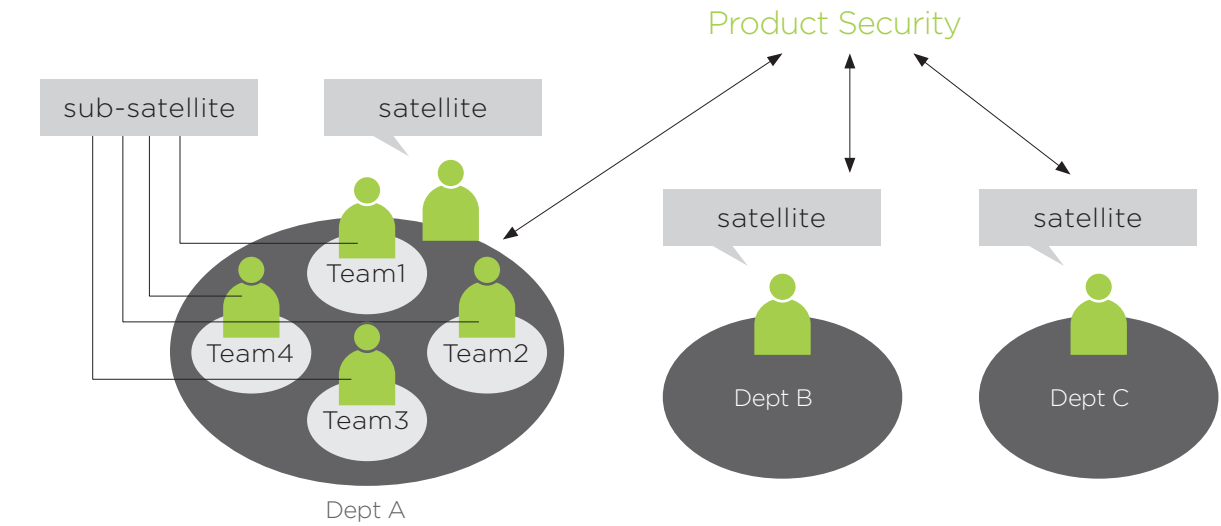 Product Security
sub-satellite
satellite
satellite
satellite
Team1
Team4
Team2
Team3
Dept B
Dept C
Dept A